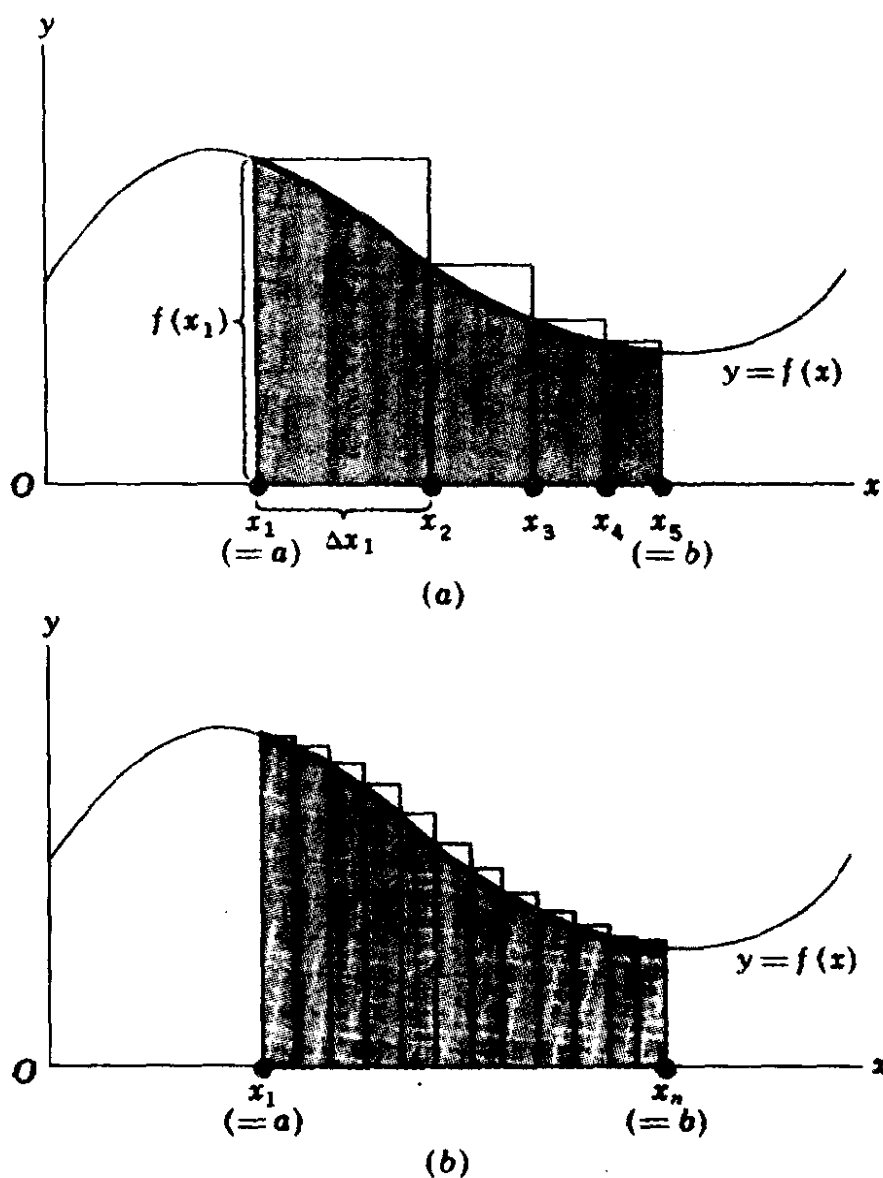 y
f(x₁)
y = f(x)
O
x
x₁ x₂ x₃ x₄ x₅
Δx₁
(= a) (= b)
(a)
y
y = f(x)
O
x
x₁ xₙ
(= a) (= b)
(b)